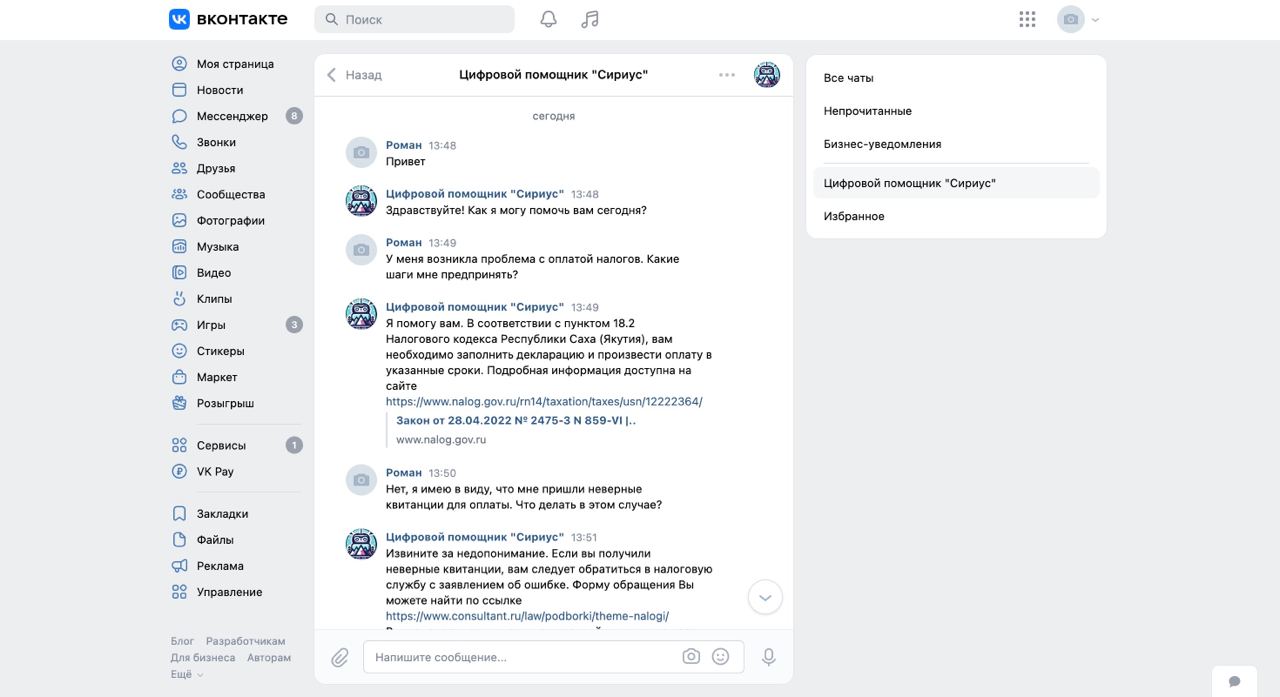 вконтакте
Поиск
Моя страница
Новости
Мессенджер 8
Звонки
Друзья
Сообщества
Фотографии
Музыка
Видео
Клипы
Игры 3
Стикеры
Маркет
Розыгрыш
Сервисы 1
VK Pay
Закладки
Файлы
Реклама
Управление
Блог Разработчикам
Для бизнеса Авторам
Ещё
Назад
Цифровой помощник "Сириус"
сегодня
Роман 13:48
Привет
Цифровой помощник "Сириус" 13:48
Здравствуйте! Как я могу помочь вам сегодня?
Роман 13:49
У меня возникла проблема с оплатой налогов. Какие
шаги мне предпринять?
Цифровой помощник "Сириус" 13:49
Я помогу вам. В соответствии с пунктом 18.2
Налогового кодекса Республики Саха (Якутия), вам
необходимо заполнить декларацию и произвести оплату в
указанные сроки. Подробная информация доступна на
сайте
https://www.nalog.gov.ru/rn14/taxation/taxes/usn/12222364/
Закон от 28.04.2022 № 2475-З N 859-VI |..
www.nalog.gov.ru
Роман 13:50
Нет, я имею в виду, что мне пришли неверные
квитанции для оплаты. Что делать в этом случае?
Цифровой помощник "Сириус" 13:51
Извините за недопонимание. Если вы получили
неверные квитанции, вам следует обратиться в налоговую
службу с заявлением об ошибке. Форму обращения Вы
можете найти по ссылке
https://www.consultant.ru/law/podborki/theme-nalogi/
Напишите сообщение...
Все чаты
Непрочитанные
Бизнес-уведомления
Цифровой помощник "Сириус"
Избранное